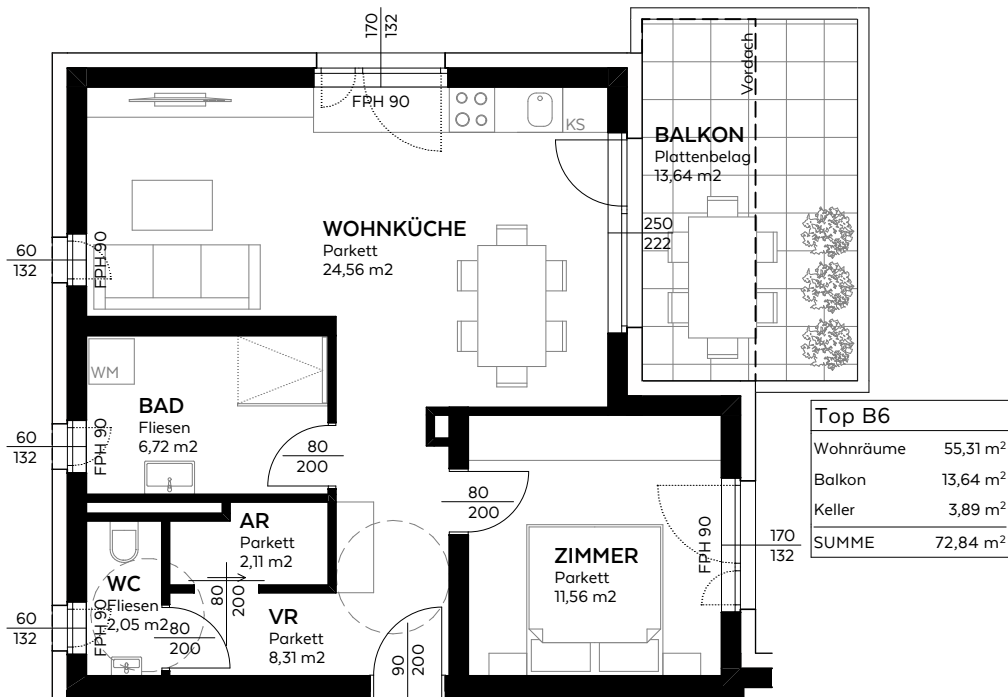 170
132
FPH 90
KS
Vordach
BALKON
Plattenbelag
13,64 m2
WOHNKÜCHE
Parkett
24,56 m2
250
222
60
132
FPH 90
WM
BAD
Fliesen
6,72 m2
60
132
FPH 90
80
200
80
200
AR
Parkett
2,11 m2
80
200
WC
Fliesen
2,05 m2
60
132
FPH 90
80
200
VR
Parkett
8,31 m2
90
200
ZIMMER
Parkett
11,56 m2
FPH 90
170
132
Top B6
Wohnräume 55,31 m²
Balkon 13,64 m²
Keller 3,89 m²
SUMME 72,84 m²